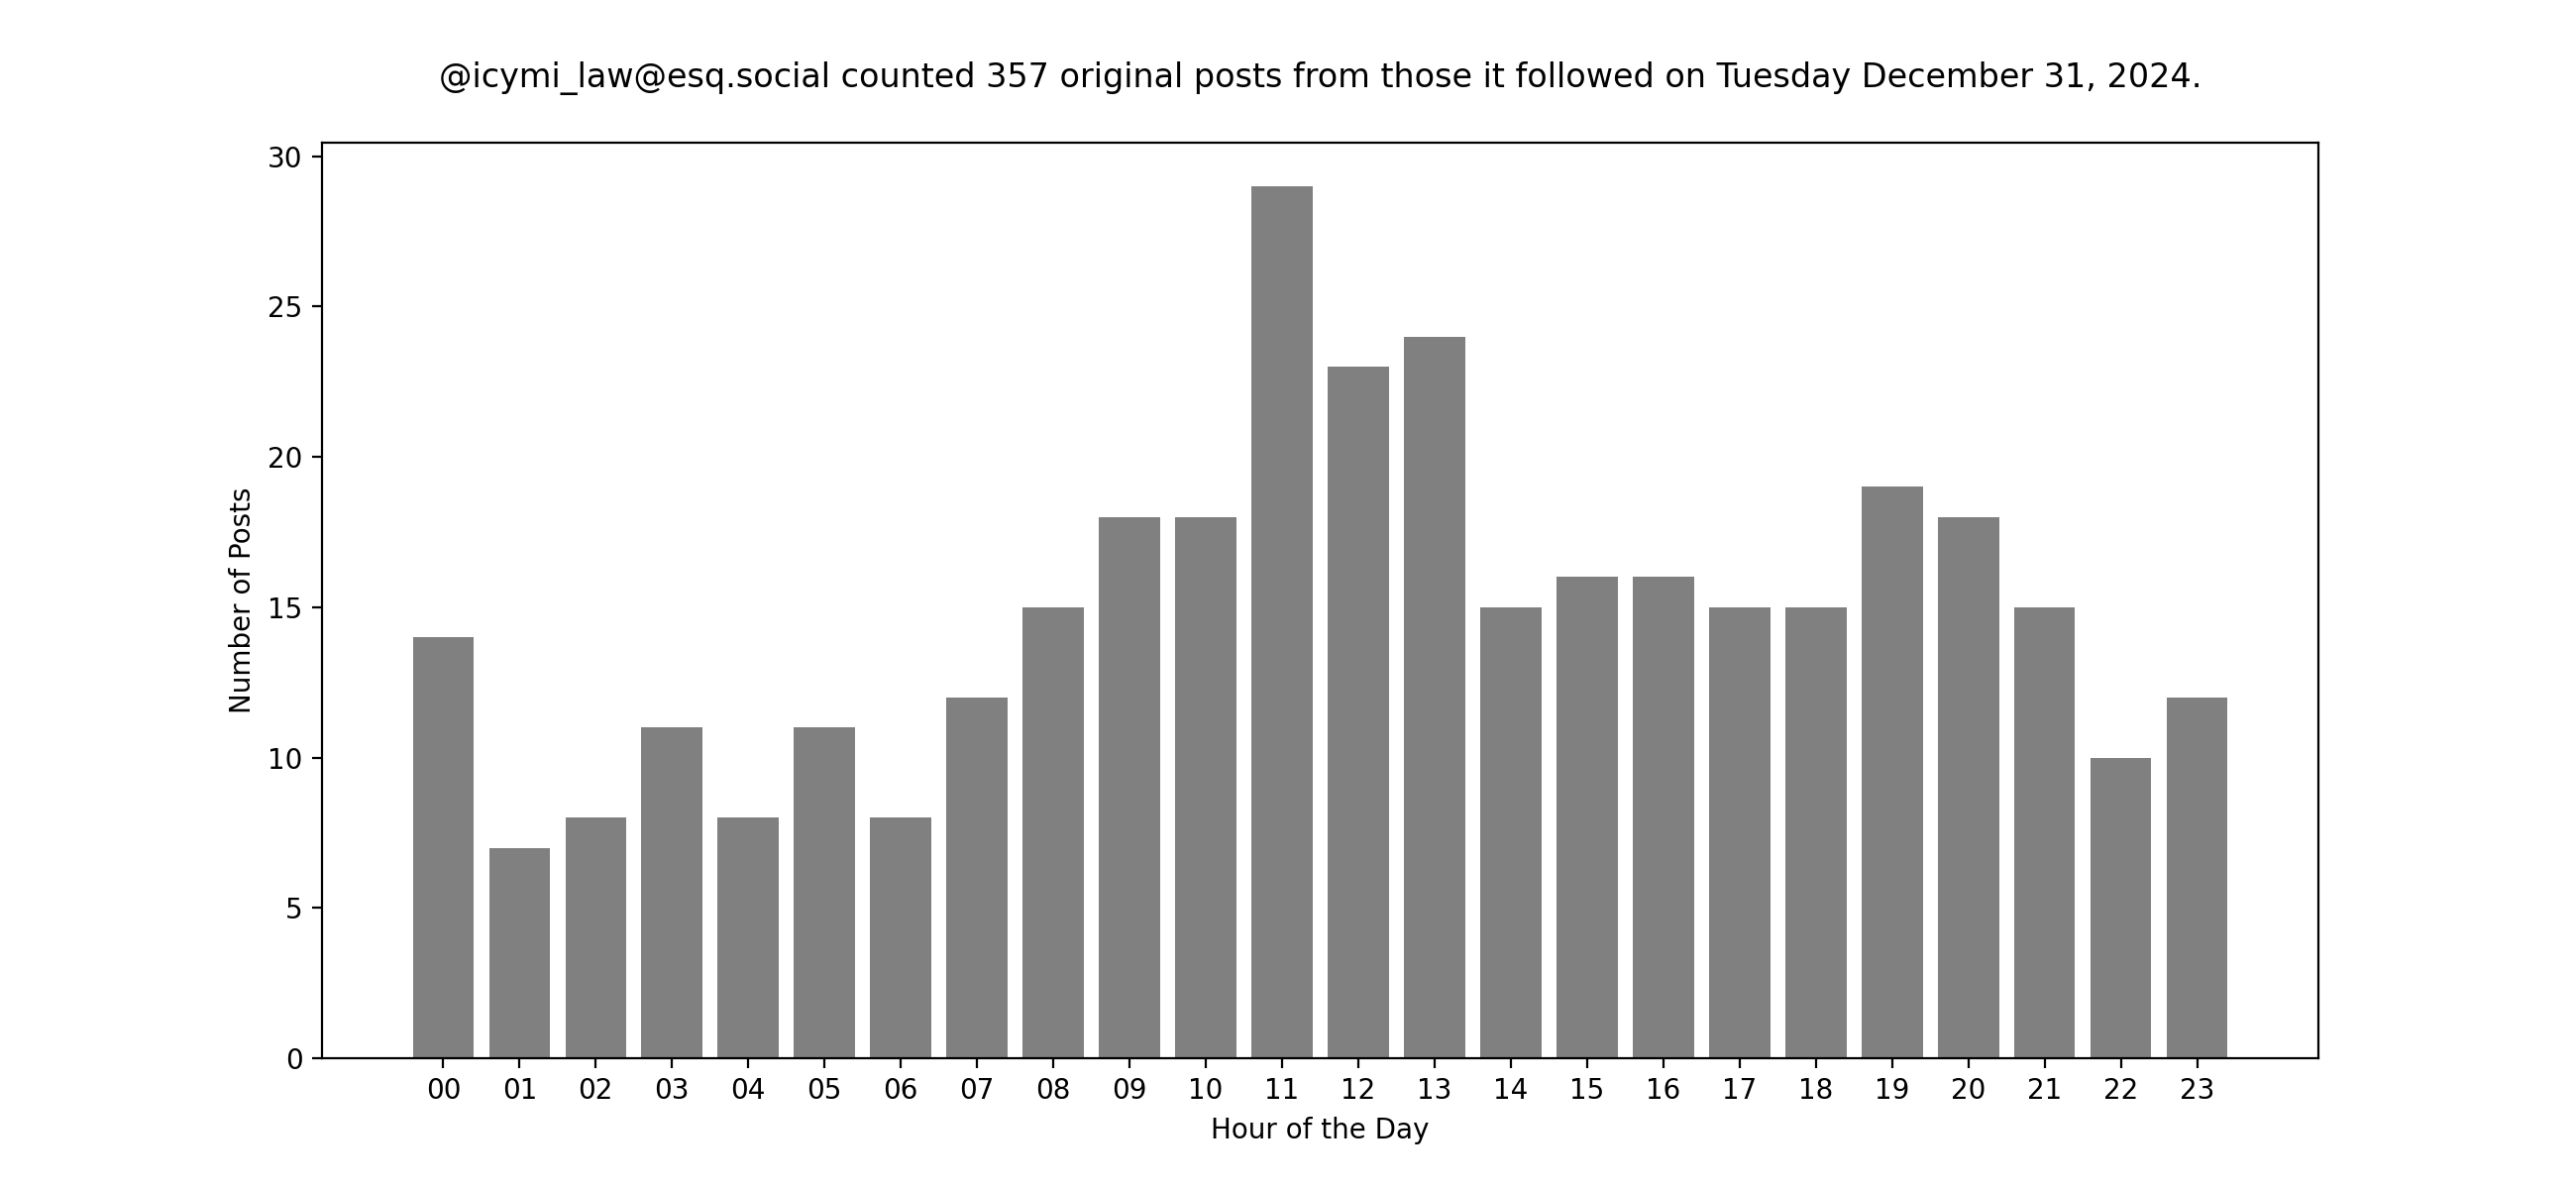 @icymi_law@esq.social counted 357 original posts from those it followed on Tuesday December 31, 2024.
30
25
20
15
10
5
0
Number of Posts
00 01 02 03 04 05 06 07 08 09 10 11 12 13 14 15 16 17 18 19 20 21 22 23
Hour of the Day